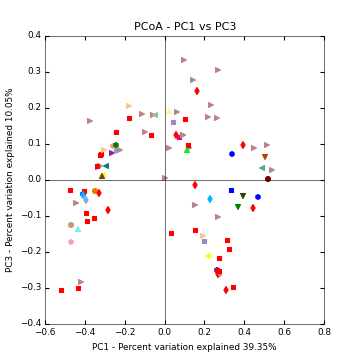 PCoA - PC1 vs PC3
PC3 - Percent variation explained 10.05%
0.4
0.3
0.2
0.1
0.0
−0.1
−0.2
−0.3
−0.4
−0.6 −0.4 −0.2 0.0 0.2 0.4 0.6 0.8
PC1 - Percent variation explained 39.35%